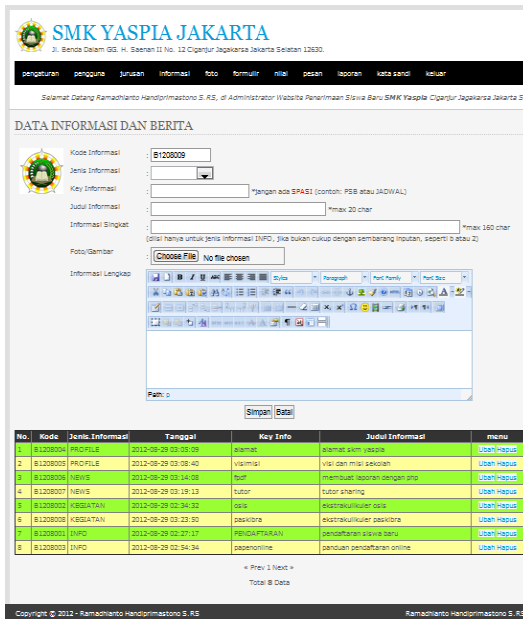 SMK YASPIA JAKARTA
Jl. Benda Dalam GG. H. Saenan II No. 12 Ciganjur Jagakarsa Jakarta Selatan 12630.
pengaturan pengguna jurusan informasi foto formulir nilai pesan laporan kata sandi keluar
Selamat Datang Ramadhianto Handiprimastono S.RS, di Administrator Website Penerimaan Siswa Baru SMK Yaspia Ciganjur Jagakarsa Jakarta S
DATA INFORMASI DAN BERITA
Kode Informasi : B1208009
Jenis Informasi :
Key Informasi : *jangan ada SPASI (contoh: PSB atau JADWAL)
Judul Informasi : *max 20 char
Informasi Singkat : *max 160 char
(diisi hanya untuk jenis informasi INFO, jika bukan cukup dengan sembarang inputan, seperti b atau 2)
Foto/Gambar : Choose File No file chosen
Informasi Lengkap
Styles Paragraph Font Family Font Size
Path: p
Simpan Batal
No. Kode Jenis.Informasi Tanggal Key Info Judul Informasi menu
1 B1208004 PROFILE 2012-08-29 03:05:09 alamat alamat skm yaspia Ubah Hapus
2 B1208005 PROFILE 2012-08-29 03:08:40 visimisi visi dan misi sekolah Ubah Hapus
3 B1208006 NEWS 2012-08-29 03:14:08 fpdf membuat laporan dengan php Ubah Hapus
4 B1208007 NEWS 2012-08-29 03:19:13 tutor tutor sharing Ubah Hapus
5 B1208002 KEGIATAN 2012-08-29 02:34:32 osis ekstrakulikuler osis Ubah Hapus
6 B1208008 KEGIATAN 2012-08-29 03:23:50 paskibra ekstrakulikuler paskibra Ubah Hapus
7 B1208001 INFO 2012-08-29 02:27:17 PENDAFTARAN pendaftaran siswa baru Ubah Hapus
8 B1208003 INFO 2012-08-29 02:54:34 papenonline panduan pendaftaran online Ubah Hapus
« Prev 1 Next »
Total 8 Data
Copyright © 2012 - Ramadhianto Handiprimastono S.RS Ramadhianto Handiprimastono S.RS